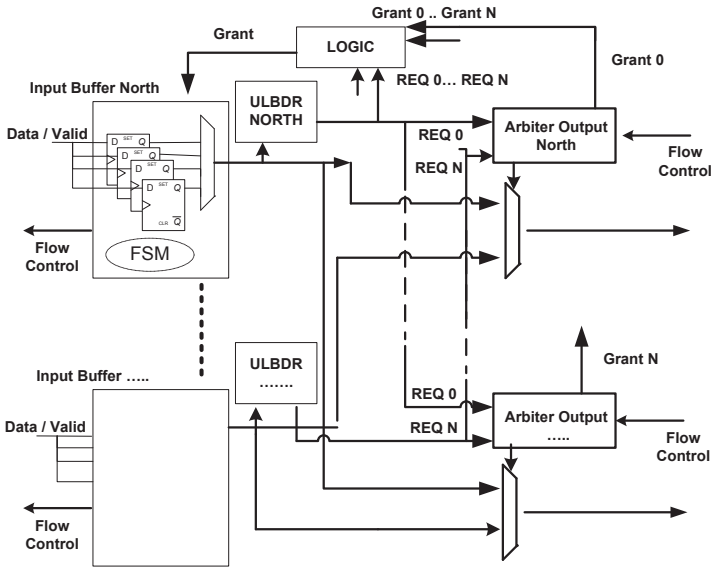 Grant 0 .. Grant N
Grant
LOGIC
Grant 0
Input Buffer North
REQ 0... REQ N
ULBDR
NORTH
Data / Valid
D SET Q
D SET Q
D SET Q
D SET Q
CLR Q
REQ 0
Arbiter Output
North
REQ N
Flow
Control
Flow
Control
FSM
Grant N
Input Buffer .....
ULBDR
.......
REQ 0
Arbiter Output
.....
Data / Valid
REQ N
Flow
Control
Flow
Control